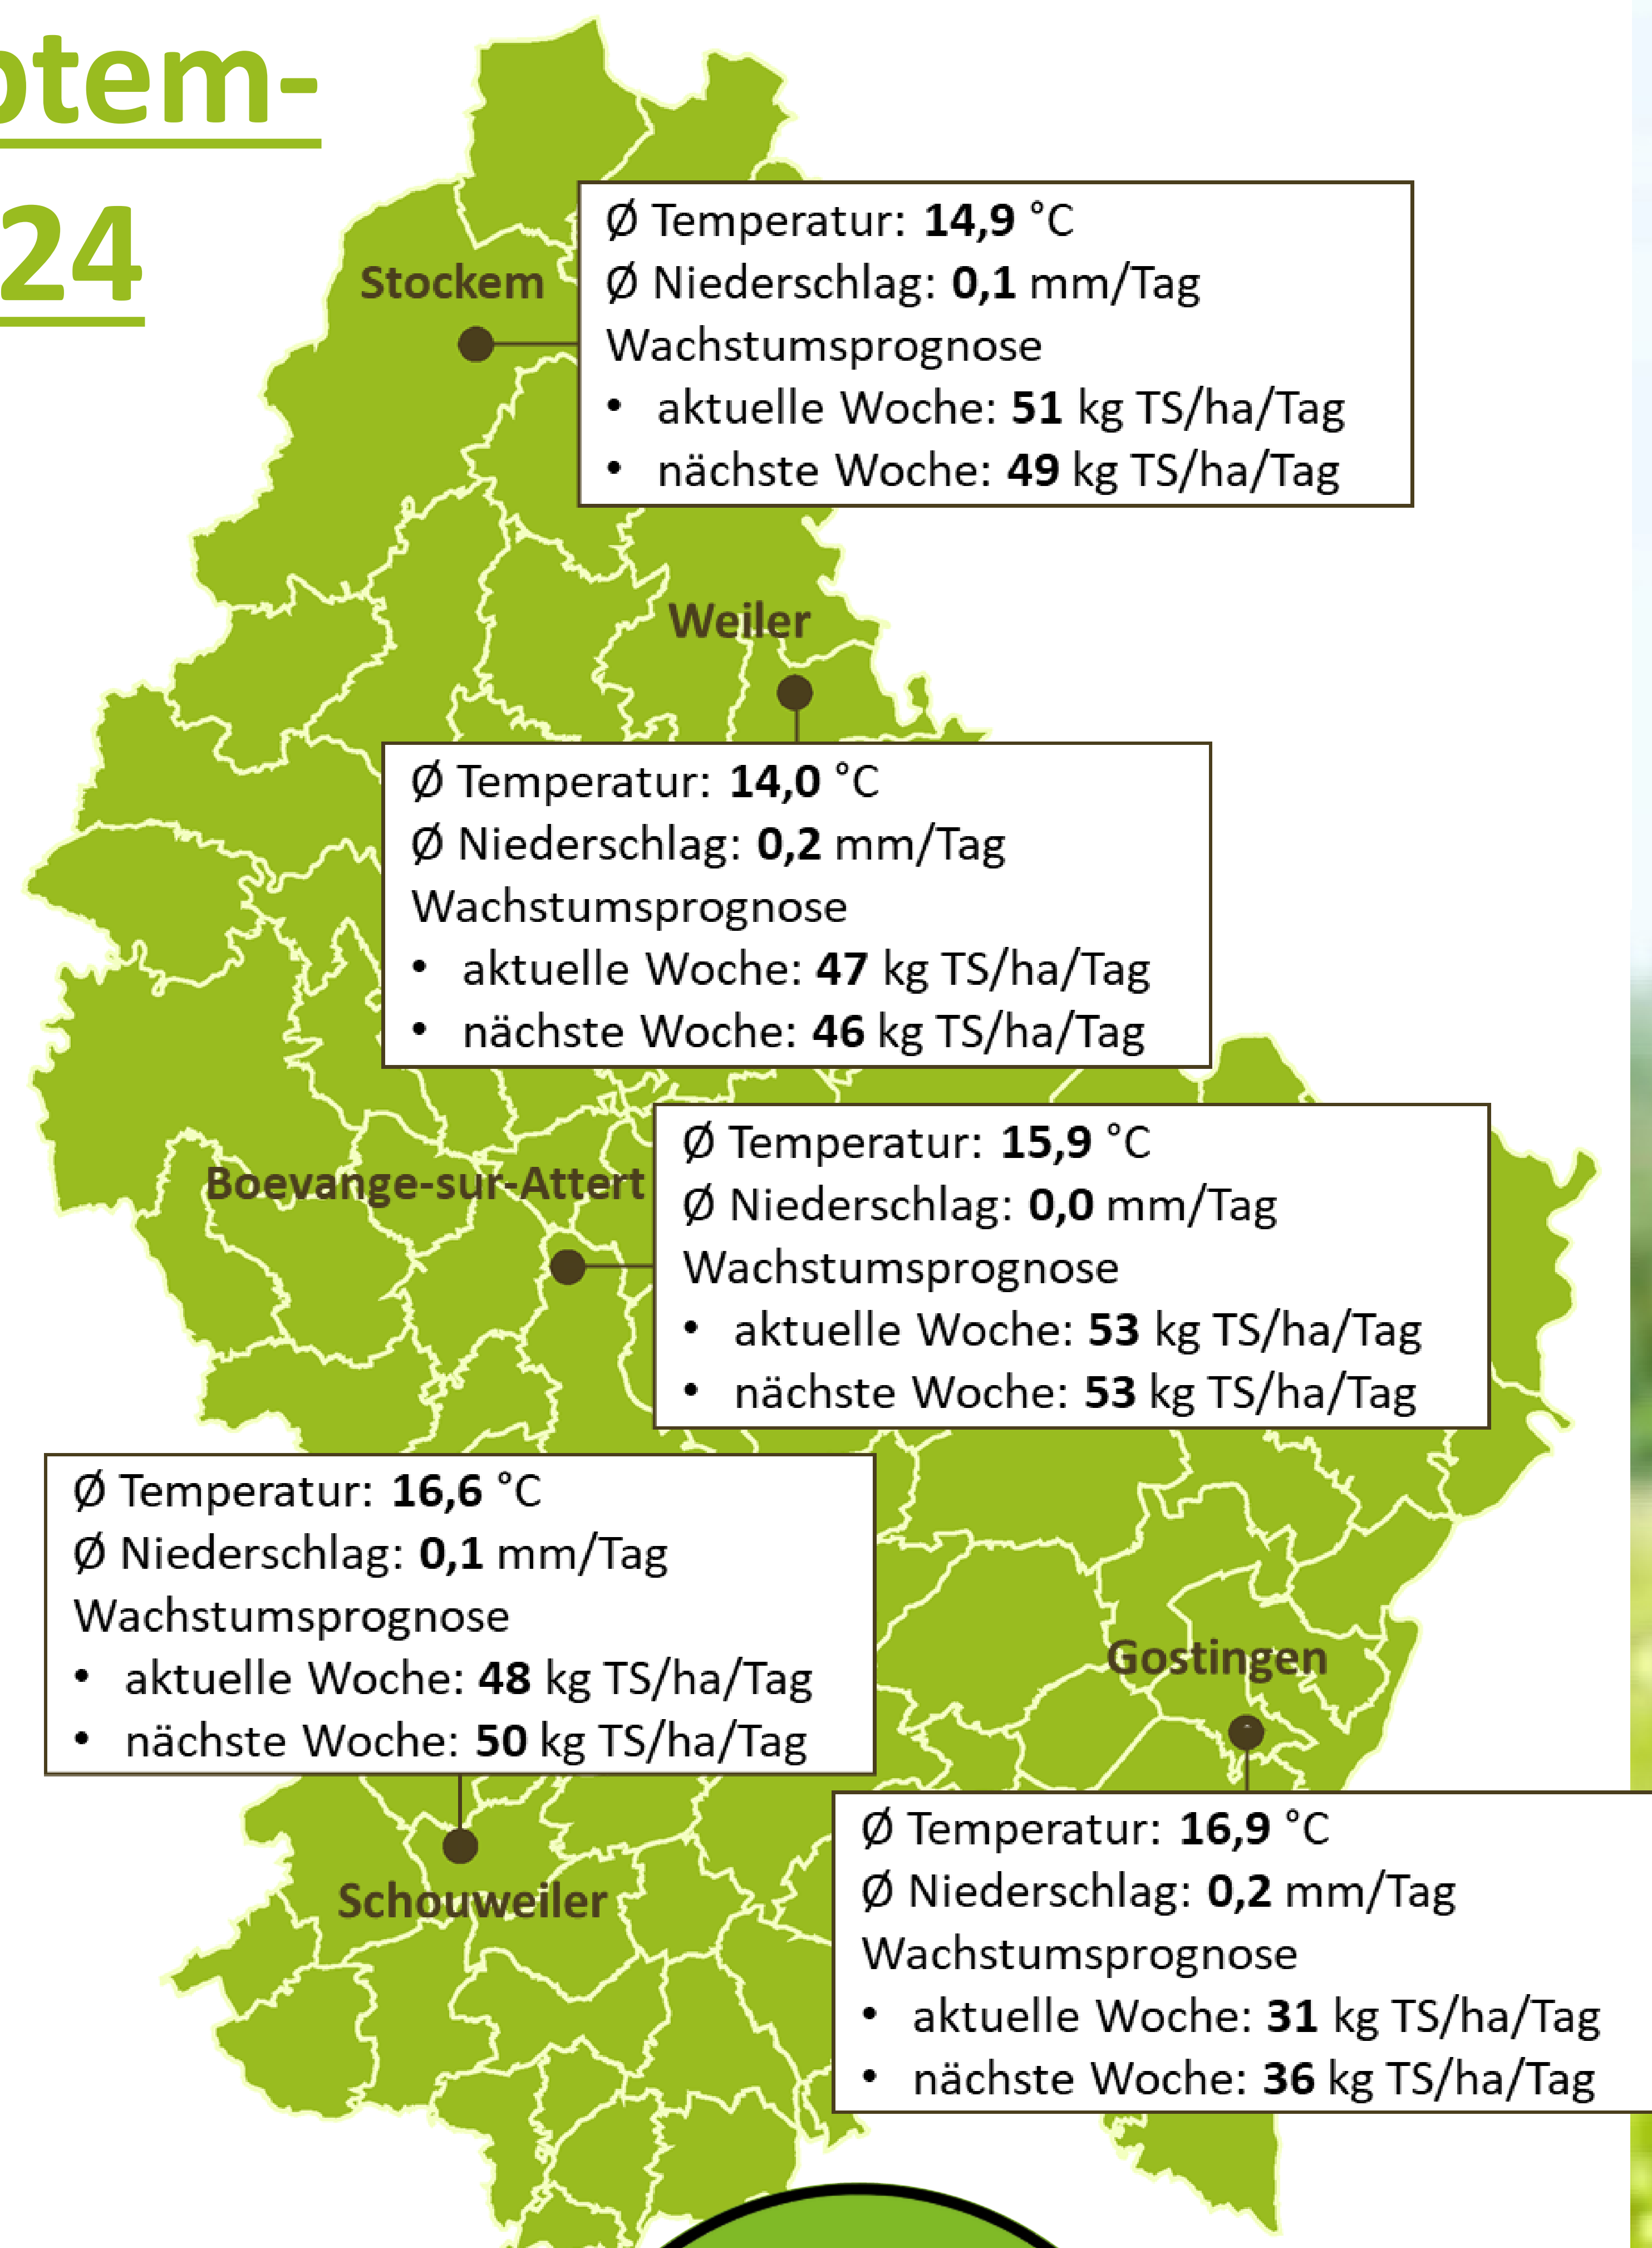 ptem-
24
Stockem
Ø Temperatur: 14,9 °C
Ø Niederschlag: 0,1 mm/Tag
Wachstumsprognose
• aktuelle Woche: 51 kg TS/ha/Tag
• nächste Woche: 49 kg TS/ha/Tag
Weiler
Ø Temperatur: 14,0 °C
Ø Niederschlag: 0,2 mm/Tag
Wachstumsprognose
• aktuelle Woche: 47 kg TS/ha/Tag
• nächste Woche: 46 kg TS/ha/Tag
Boevange-sur-Attert
Ø Temperatur: 15,9 °C
Ø Niederschlag: 0,0 mm/Tag
Wachstumsprognose
• aktuelle Woche: 53 kg TS/ha/Tag
• nächste Woche: 53 kg TS/ha/Tag
Ø Temperatur: 16,6 °C
Ø Niederschlag: 0,1 mm/Tag
Wachstumsprognose
• aktuelle Woche: 48 kg TS/ha/Tag
• nächste Woche: 50 kg TS/ha/Tag
Schouweiler
Gostingen
Ø Temperatur: 16,9 °C
Ø Niederschlag: 0,2 mm/Tag
Wachstumsprognose
• aktuelle Woche: 31 kg TS/ha/Tag
• nächste Woche: 36 kg TS/ha/Tag